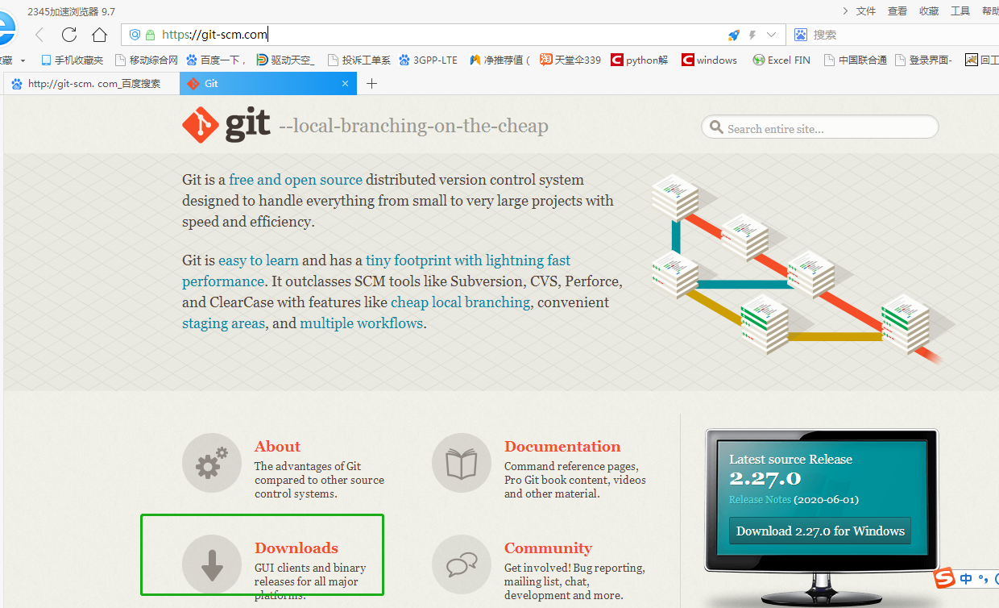 2345加速浏览器 9.7
文件 查看 收藏 工具 帮助
https://git-scm.com
搜索
收藏 手机收藏夹 移动综合网 百度一下， 驱动天空_ 投诉工单系 3GPP-LTE 净推荐值 ( 天堂伞339 python解 windows Excel FIN 中国联合通 登录界面- 回工
http://git-scm. com_百度搜索
Git
git --local-branching-on-the-cheap
Search entire site...
Git is a free and open source distributed version control system
designed to handle everything from small to very large projects with
speed and efficiency.
Git is easy to learn and has a tiny footprint with lightning fast
performance. It outclasses SCM tools like Subversion, CVS, Perforce,
and ClearCase with features like cheap local branching, convenient
staging areas, and multiple workflows.
About
The advantages of Git
compared to other source
control systems.
Documentation
Command reference pages,
Pro Git book content, videos
and other material.
Downloads
GUI clients and binary
releases for all major
platforms.
Community
Get involved! Bug reporting,
mailing list, chat,
development and more.
Latest source Release
2.27.0
Release Notes (2020-06-01)
Download 2.27.0 for Windows
中